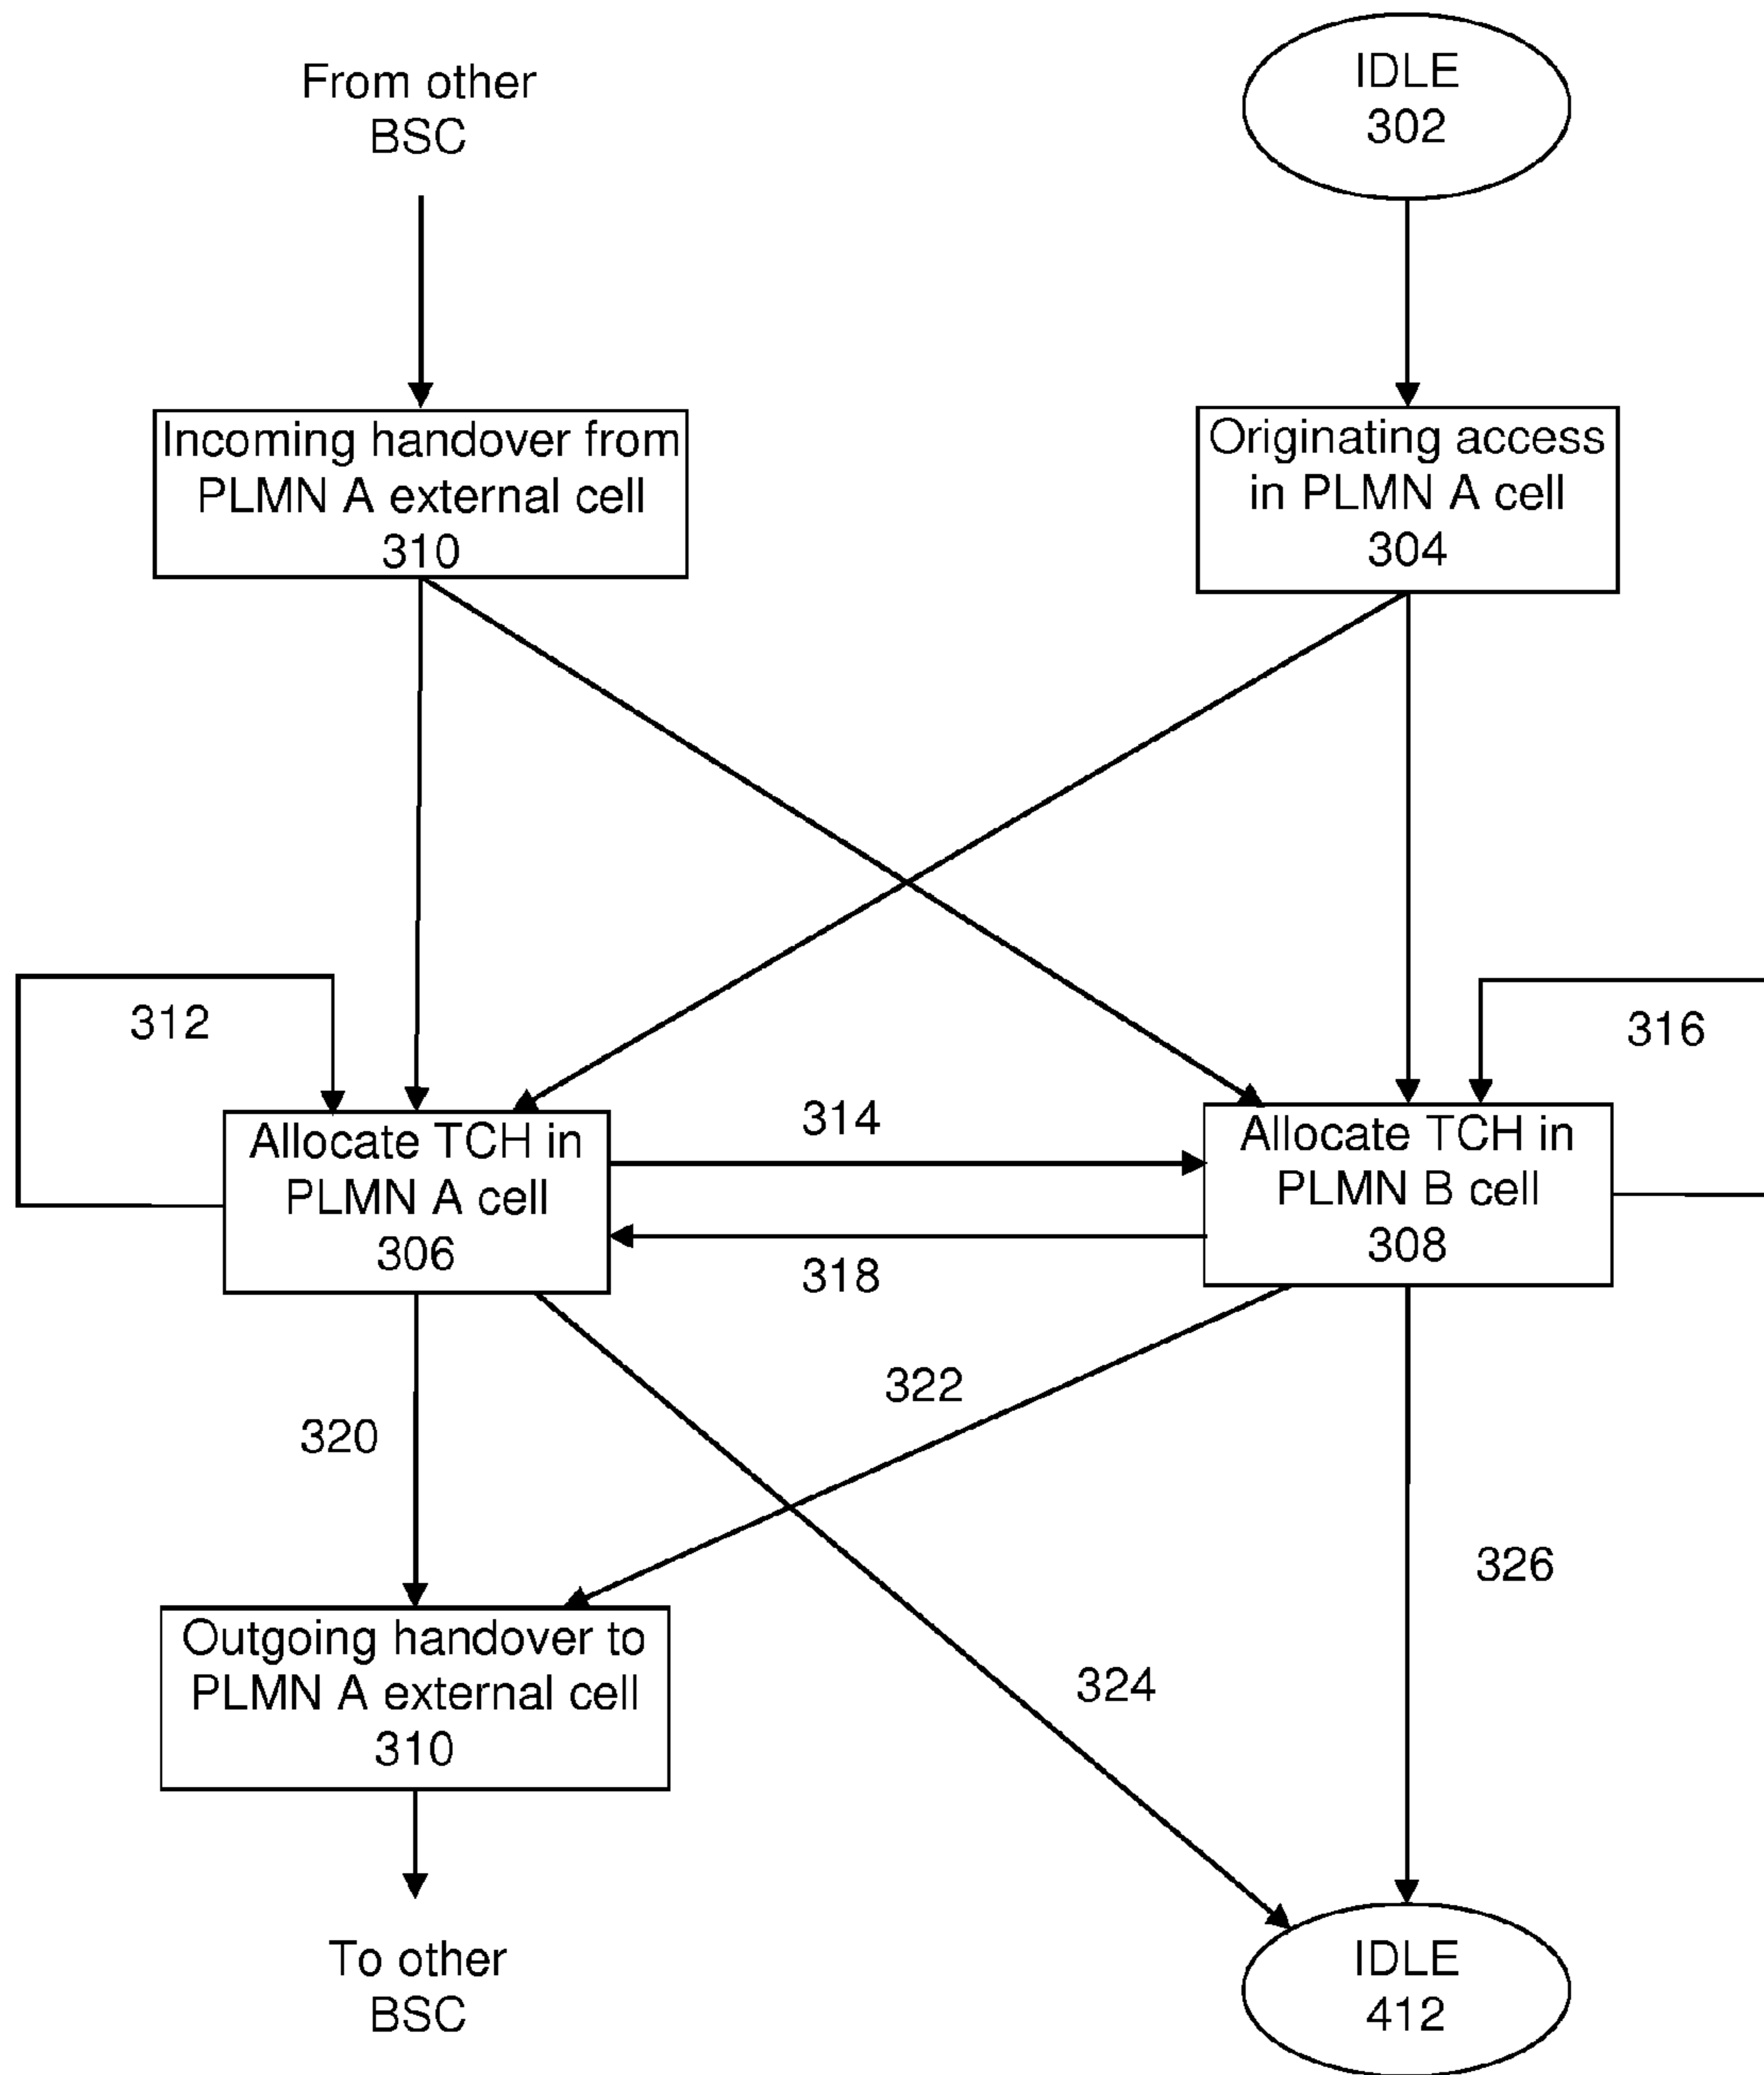 From other
BSC
IDLE
302
Incoming handover from
PLMN A external cell
310
Originating access
in PLMN A cell
304
312
316
Allocate TCH in
PLMN A cell
306
314
318
Allocate TCH in
PLMN B cell
308
320
322
324
326
Outgoing handover to
PLMN A external cell
310
To other
BSC
IDLE
412